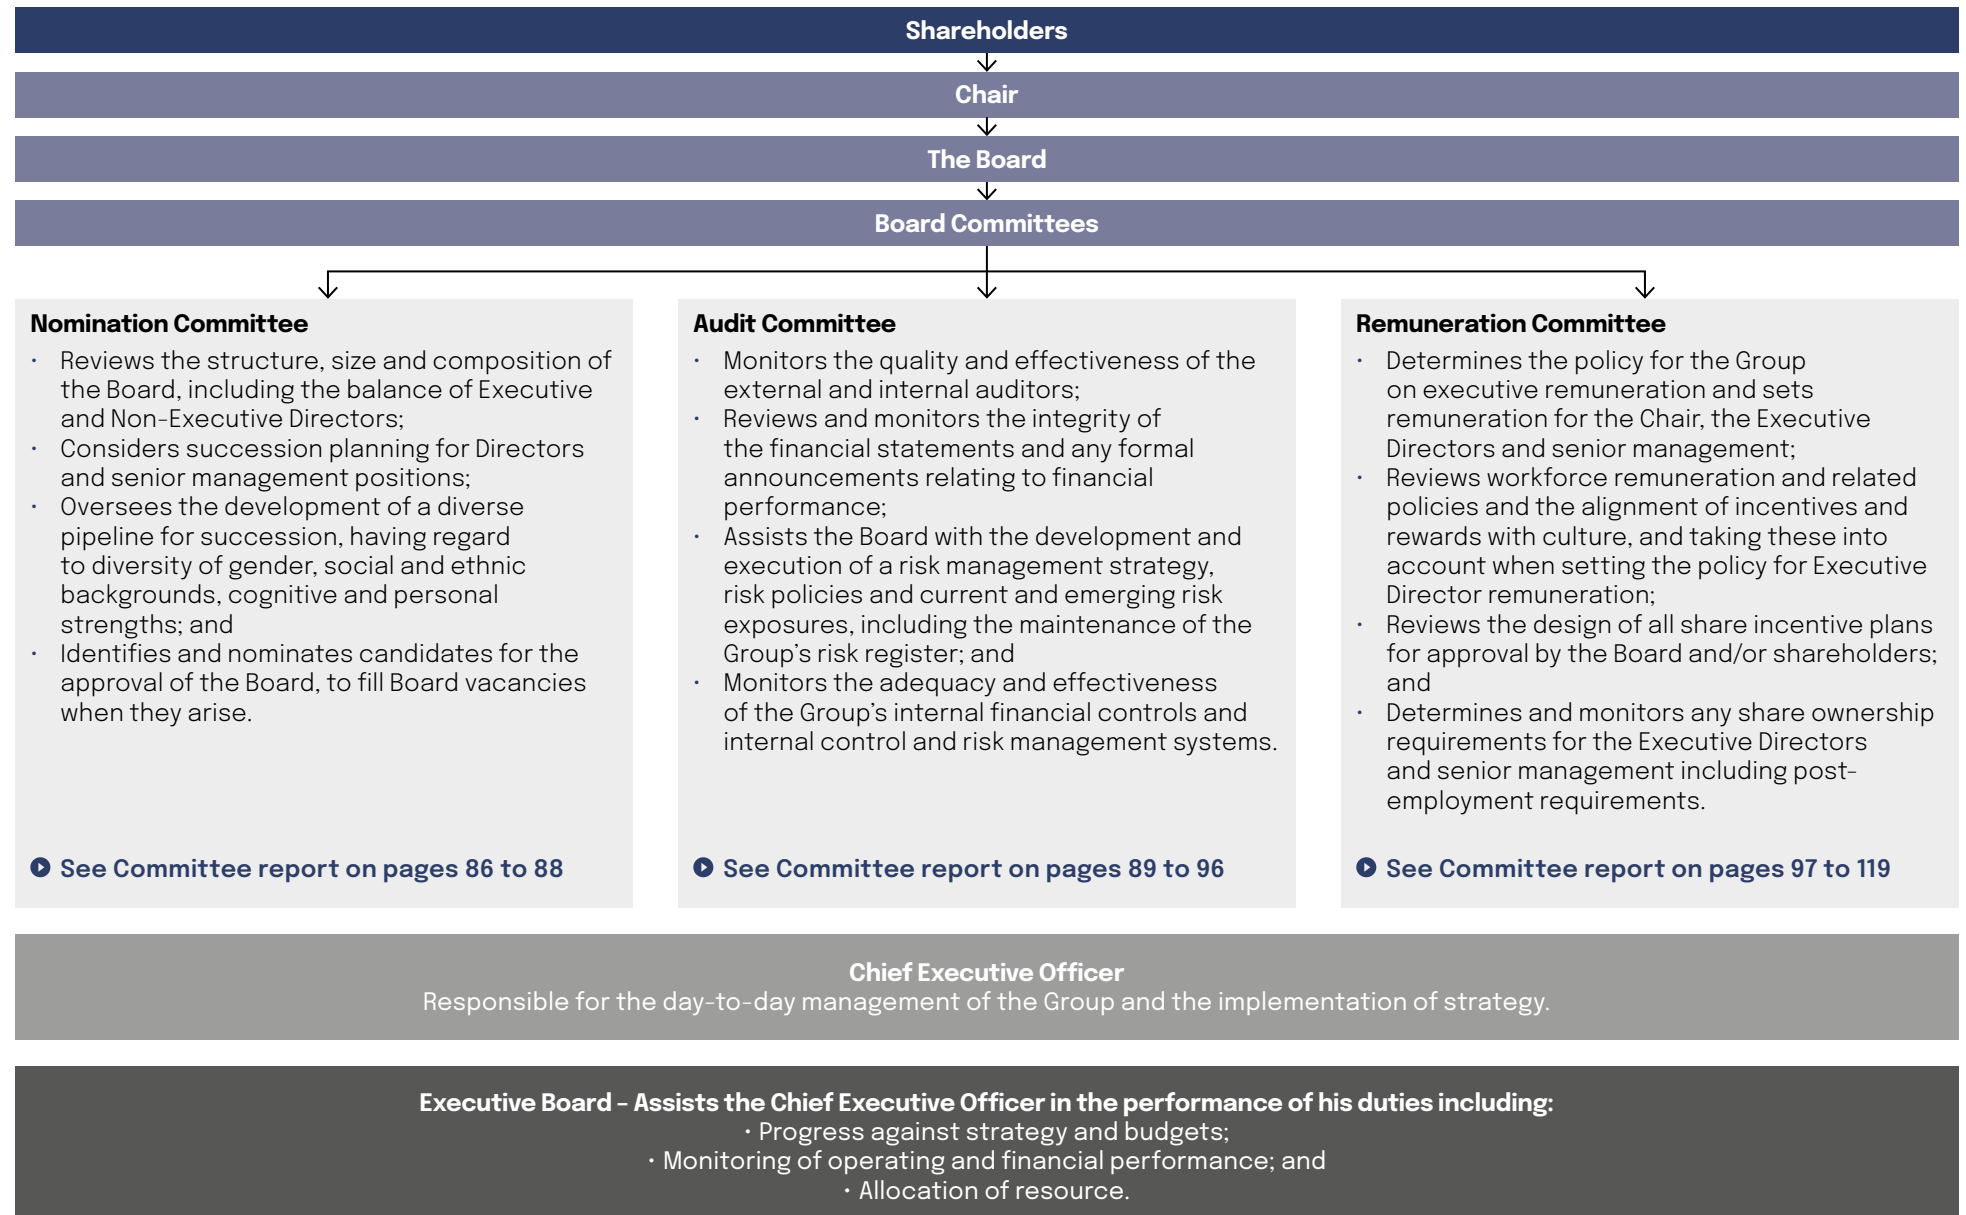 Shareholders
Chair
The Board
Board Committees
Nomination Committee
• Reviews the structure, size and composition of
the Board, including the balance of Executive
and Non-Executive Directors;
• Considers succession planning for Directors
and senior management positions;
• Oversees the development of a diverse
pipeline for succession, having regard
to diversity of gender, social and ethnic
backgrounds, cognitive and personal
strengths; and
• Identifies and nominates candidates for the
approval of the Board, to fill Board vacancies
when they arise.
See Committee report on pages 86 to 88
Audit Committee
• Monitors the quality and effectiveness of the
external and internal auditors;
• Reviews and monitors the integrity of
the financial statements and any formal
announcements relating to financial
performance;
• Assists the Board with the development and
execution of a risk management strategy,
risk policies and current and emerging risk
exposures, including the maintenance of the
Group's risk register; and
• Monitors the adequacy and effectiveness
of the Group's internal financial controls and
internal control and risk management systems.
See Committee report on pages 89 to 96
Remuneration Committee
• Determines the policy for the Group
on executive remuneration and sets
remuneration for the Chair, the Executive
Directors and senior management;
• Reviews workforce remuneration and related
policies and the alignment of incentives and
rewards with culture, and taking these into
account when setting the policy for Executive
Director remuneration;
• Reviews the design of all share incentive plans
for approval by the Board and/or shareholders;
and
• Determines and monitors any share ownership
requirements for the Executive Directors
and senior management including post-
employment requirements.
See Committee report on pages 97 to 119
Chief Executive Officer
Responsible for the day-to-day management of the Group and the implementation of strategy.
Executive Board – Assists the Chief Executive Officer in the performance of his duties including:
• Progress against strategy and budgets;
• Monitoring of operating and financial performance; and
• Allocation of resource.